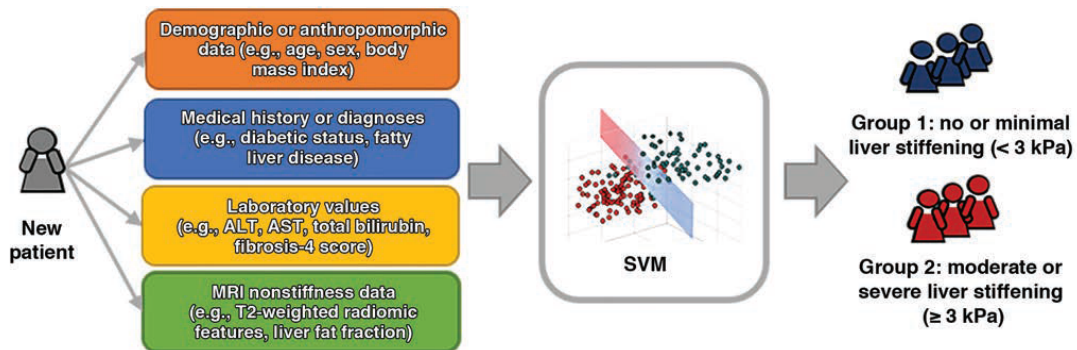 New
patient
Demographic or anthropomorphic
data (e.g., age, sex, body
mass index)
Medical history or diagnoses
(e.g., diabetic status, fatty
liver disease)
Laboratory values
(e.g., ALT, AST, total bilirubin,
fibrosis-4 score)
MRI nonstiffness data
(e.g., T2-weighted radiomic
features, liver fat fraction)
SVM
Group 1: no or minimal
liver stiffening (< 3 kPa)
Group 2: moderate or
severe liver stiffening
(≥ 3 kPa)